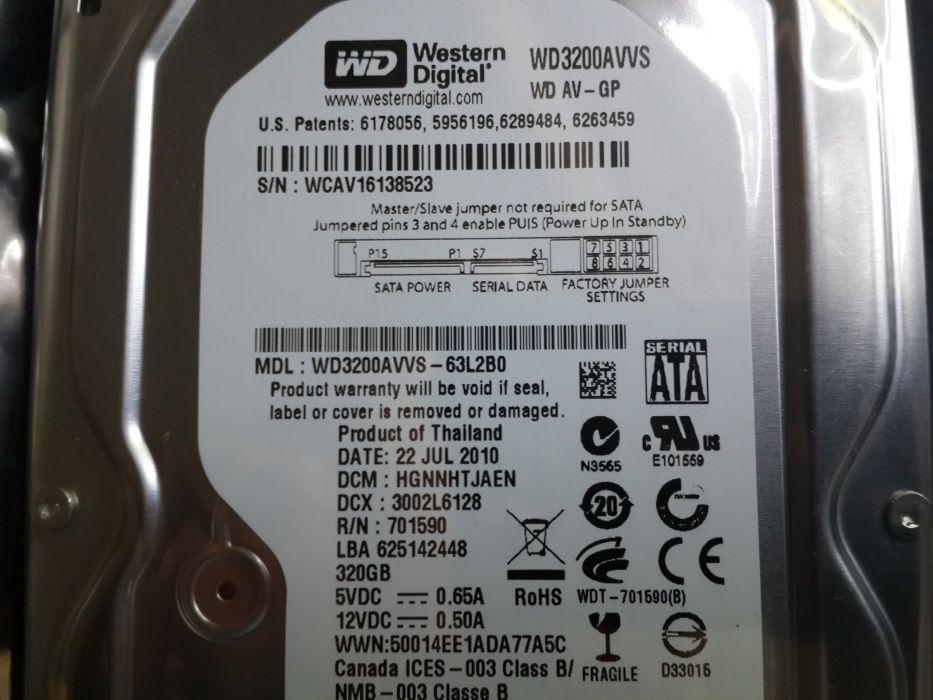 WD Western Digital® WD3200AVVS
www.westerndigital.com WD AV-GP
U.S. Patents: 6178056, 5956196,6289484, 6263459
S/N : WCAV16138523
Master/Slave jumper not required for SATA
Jumpered pins 3 and 4 enable PUIS (Power Up In Standby)
P15 P1 S7 S1 7 5 3 1
8 6 4 2
SATA POWER SERIAL DATA FACTORY JUMPER SETTINGS
MDL : WD3200AVVS-63L2B0
SERIAL
ATA
Product warranty will be void if seal,
label or cover is removed or damaged.
Product of Thailand
DATE: 22 JUL 2010
N3565
c RU us
E101559
DCM : HGNNHTJAEN
DCX : 3002L6128
20
R/N : 701590
LBA 625142448
CE
320GB
5VDC 0.65A
RoHS WDT-701590(B)
12VDC 0.50A
WWN:50014EE1ADA77A5C
Canada ICES-003 Class B/
FRAGILE D33015
NMB-003 Classe B